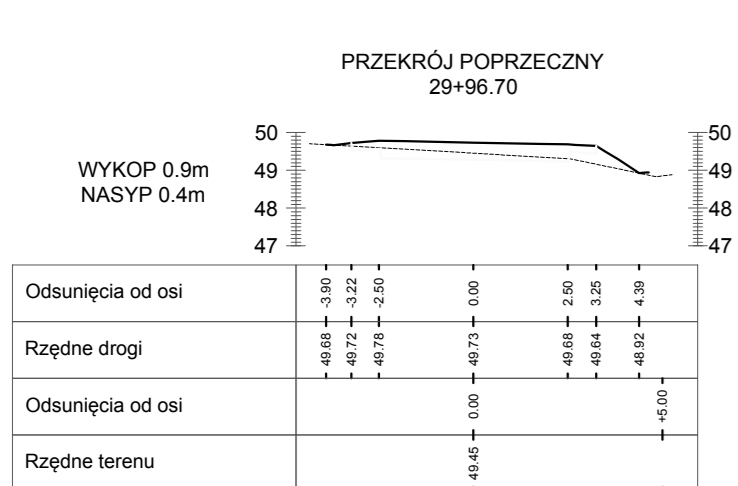 PRZEKRÓJ POPRZECZNY
29+96.70
WYKOP 0.9m
NASYP 0.4m
50
49
48
47
50
49
48
47
Odsunięcia od osi -3.90 -3.22 -2.50 0.00 2.50 3.25 4.39
Rzędne drogi 49.68 49.72 49.78 49.73 49.68 49.64 48.92
Odsunięcia od osi 0.00 +5.00
Rzędne terenu 49.45